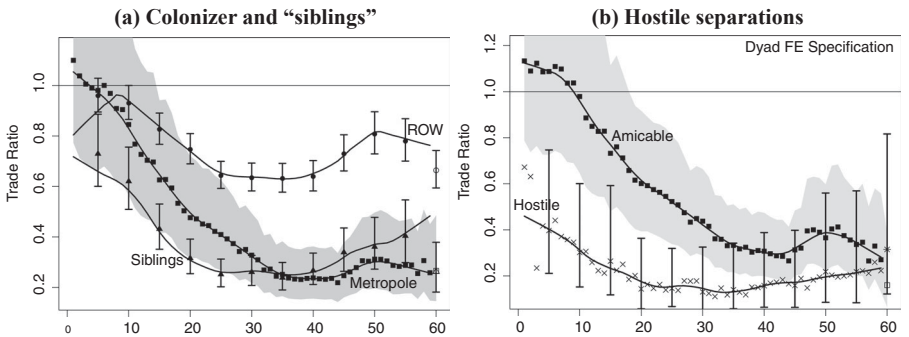 (a) Colonizer and “siblings”
Trade Ratio
0.2 0.4 0.6 0.8 1.0
ROW
Siblings
Metropole
0 10 20 30 40 50 60
(b) Hostile separations
Dyad FE Specification
Trade Ratio
0.2 0.4 0.6 0.8 1.0 1.2
Amicable
Hostile
0 10 20 30 40 50 60